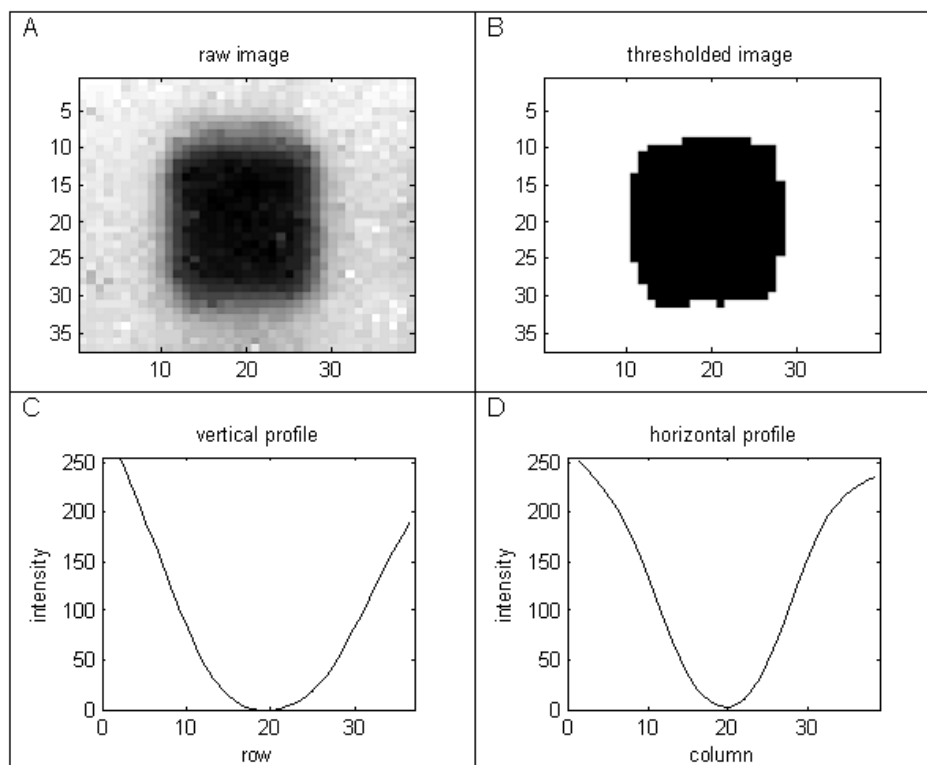 A
raw image
5
10
15
20
25
30
35
10 20 30
B
thresholded image
5
10
15
20
25
30
35
10 20 30
C
vertical profile
250
200
150
100
50
0
intensity
0 10 20 30
row
D
horizontal profile
250
200
150
100
50
0
intensity
0 10 20 30
column